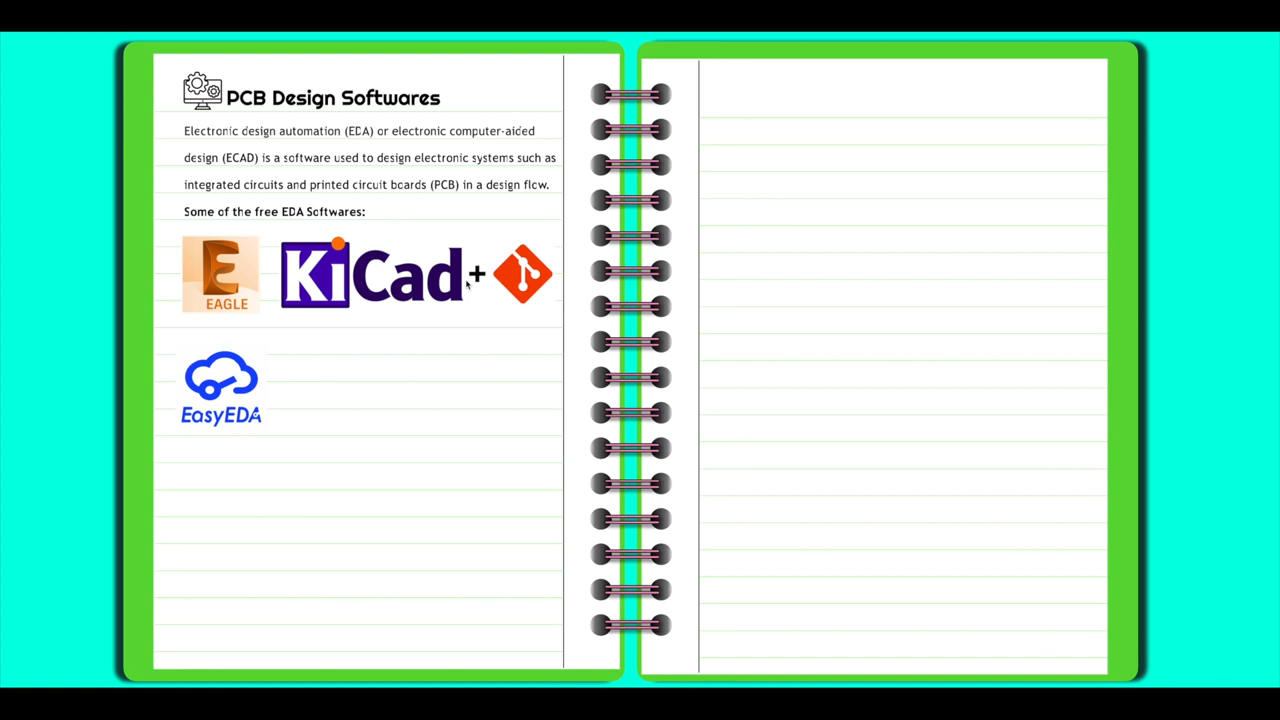 PCB Design Softwares
Electronic design automation (EDA) or electronic computer-aided
design (ECAD) is a software used to design electronic systems such as
integrated circuits and printed circuit boards (PCB) in a design flow.
Some of the free EDA Softwares:
E
EAGLE
KiCad
+
EasyEDA